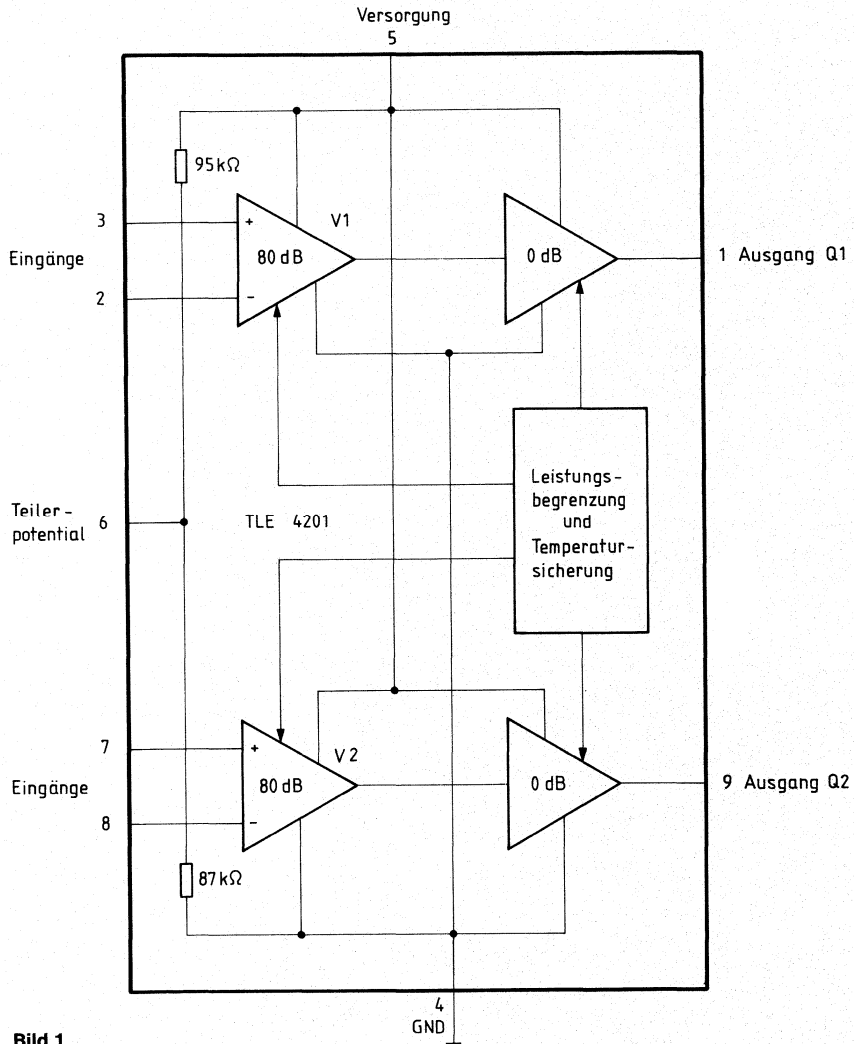 Versorgung
5
95kΩ
3
+
V1
Eingänge
80 dB
0 dB
1 Ausgang Q1
2
−
Leistungs-
begrenzung
und
Temperatur-
sicherung
Teiler-
potential
6
TLE 4201
7
+
V2
Eingänge
80 dB
0 dB
9 Ausgang Q2
8
−
87kΩ
4
GND
Bild 1